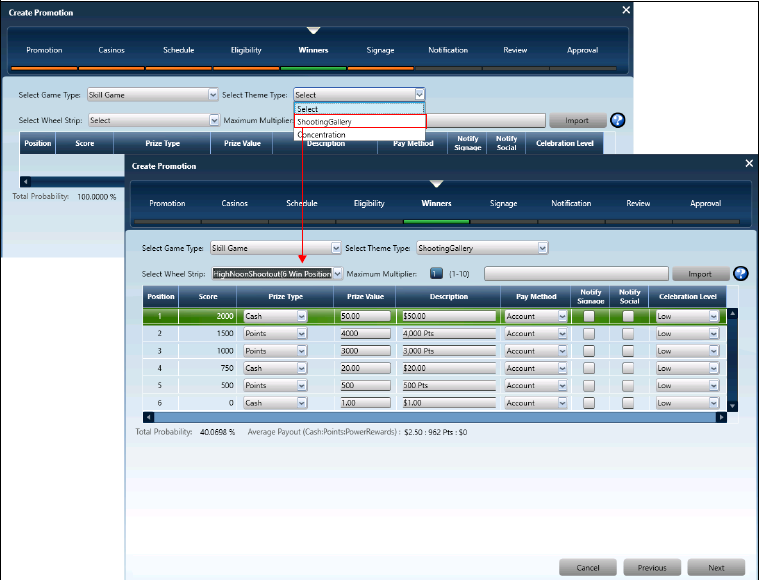 Create Promotion
Promotion Casinos Schedule Eligibility Winners Signage Notification Review Approval
Select Game Type: Skill Game Select Theme Type: Select
Select
ShootingGallery
Concentration
Select Wheel Strip: Select Maximum Multiplier: Import
Position Score Prize Type Prize Value Description Pay Method Notify Signage Notify Social Celebration Level
Total Probability: 100.0000 %
Create Promotion
Promotion Casinos Schedule Eligibility Winners Signage Notification Review Approval
Select Game Type: Skill Game Select Theme Type: ShootingGallery
Select Wheel Strip: HighNoonShootout(6 Win Position Maximum Multiplier: 1 (1-10) Import
Position Score Prize Type Prize Value Description Pay Method Notify Signage Notify Social Celebration Level
1 2000 Cash 50.00 $50.00 Account Low
2 1500 Points 4000 4,000 Pts Account Low
3 1000 Points 3000 3,000 Pts Account Low
4 750 Cash 20.00 $20.00 Account Low
5 500 Points 500 500 Pts Account Low
6 0 Cash 1.00 $1.00 Account Low
Total Probability: 40.0698 % Average Payout (Cash:Points:PowerRewards) : $2.50 : 962 Pts : $0
Cancel Previous Next